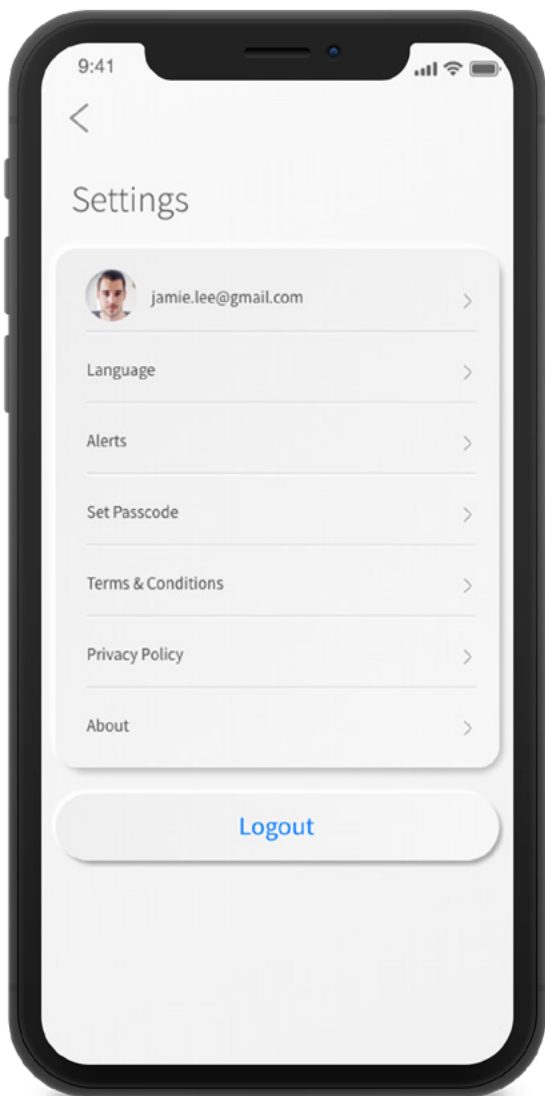 9:41
Settings
jamie.lee@gmail.com
Language
Alerts
Set Passcode
Terms & Conditions
Privacy Policy
About
Logout